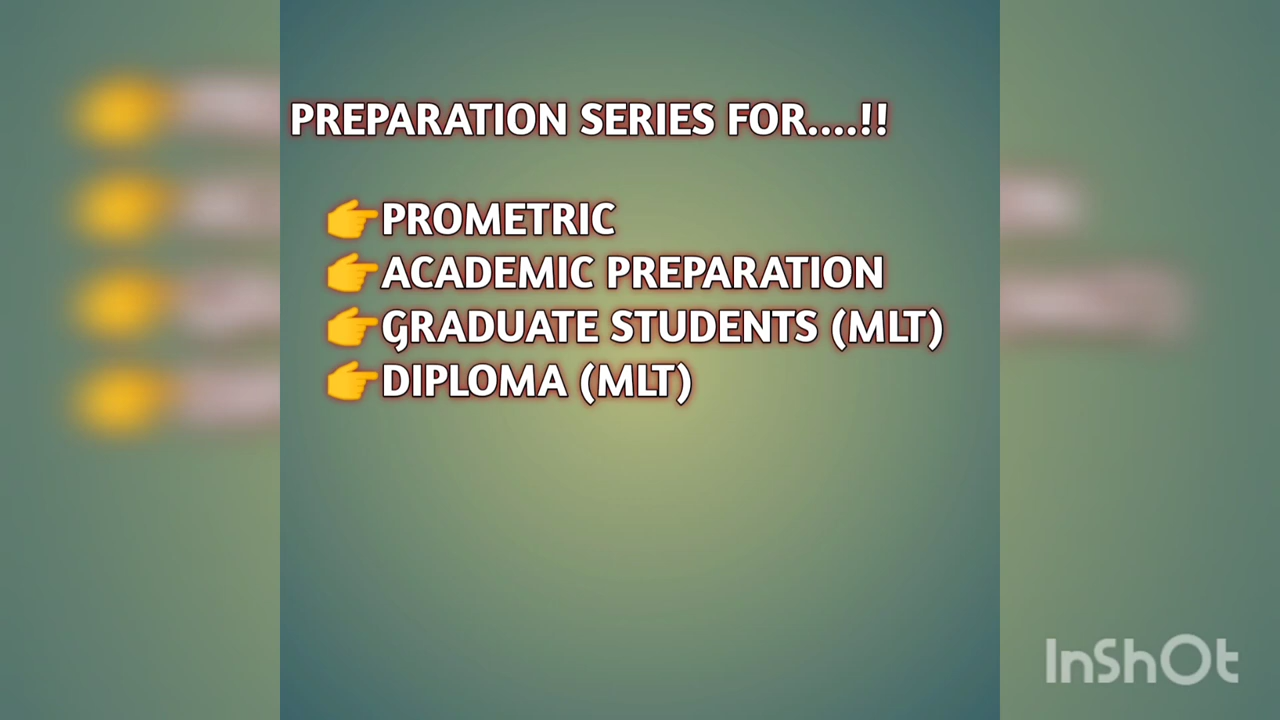 PREPARATION SERIES FOR....!!
👉PROMETRIC
👉ACADEMIC PREPARATION
👉GRADUATE STUDENTS (MLT)
👉DIPLOMA (MLT)
InShOt